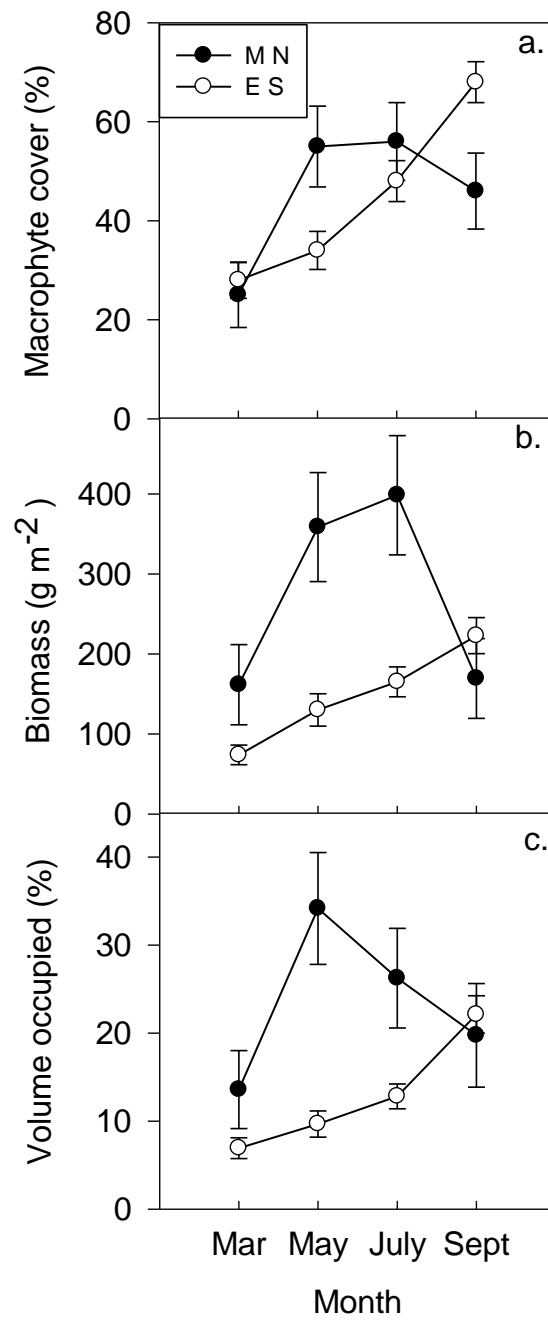 80
60
40
20
0
Macrophyte cover (%)
M N
E S
a.
400
300
200
100
0
Biomass (g m-2)
b.
40
30
20
10
0
Volume occupied (%)
c.
Mar May July Sept
Month